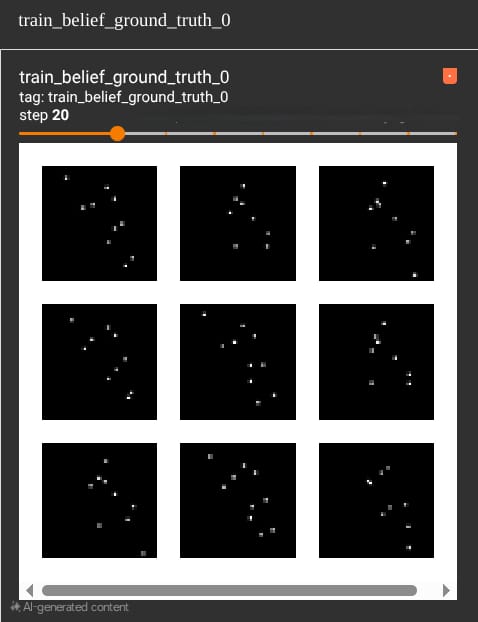 train_belief_ground_truth_0
train_belief_ground_truth_0
tag: train_belief_ground_truth_0
step 20
AI-generated content